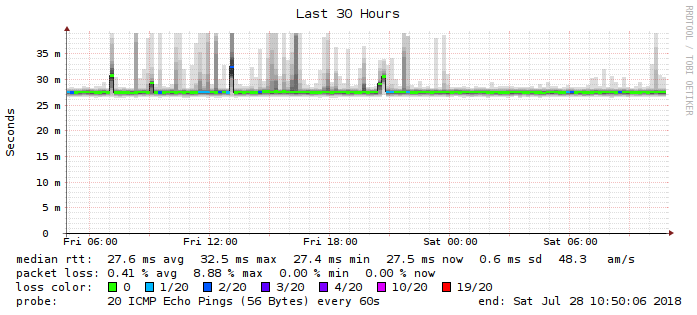 Last 30 Hours
RRDTOOL / TOBI OETIKER
Seconds
35 m
30 m
25 m
20 m
15 m
10 m
5 m
0
Fri 06:00 Fri 12:00 Fri 18:00 Sat 00:00 Sat 06:00
median rtt: 27.6 ms avg 32.5 ms max 27.4 ms min 27.5 ms now 0.6 ms sd 48.3 am/s
packet loss: 0.41 % avg 8.88 % max 0.00 % min 0.00 % now
loss color: 0 1/20 2/20 3/20 4/20 10/20 19/20
probe: 20 ICMP Echo Pings (56 Bytes) every 60s end: Sat Jul 28 10:50:06 2018